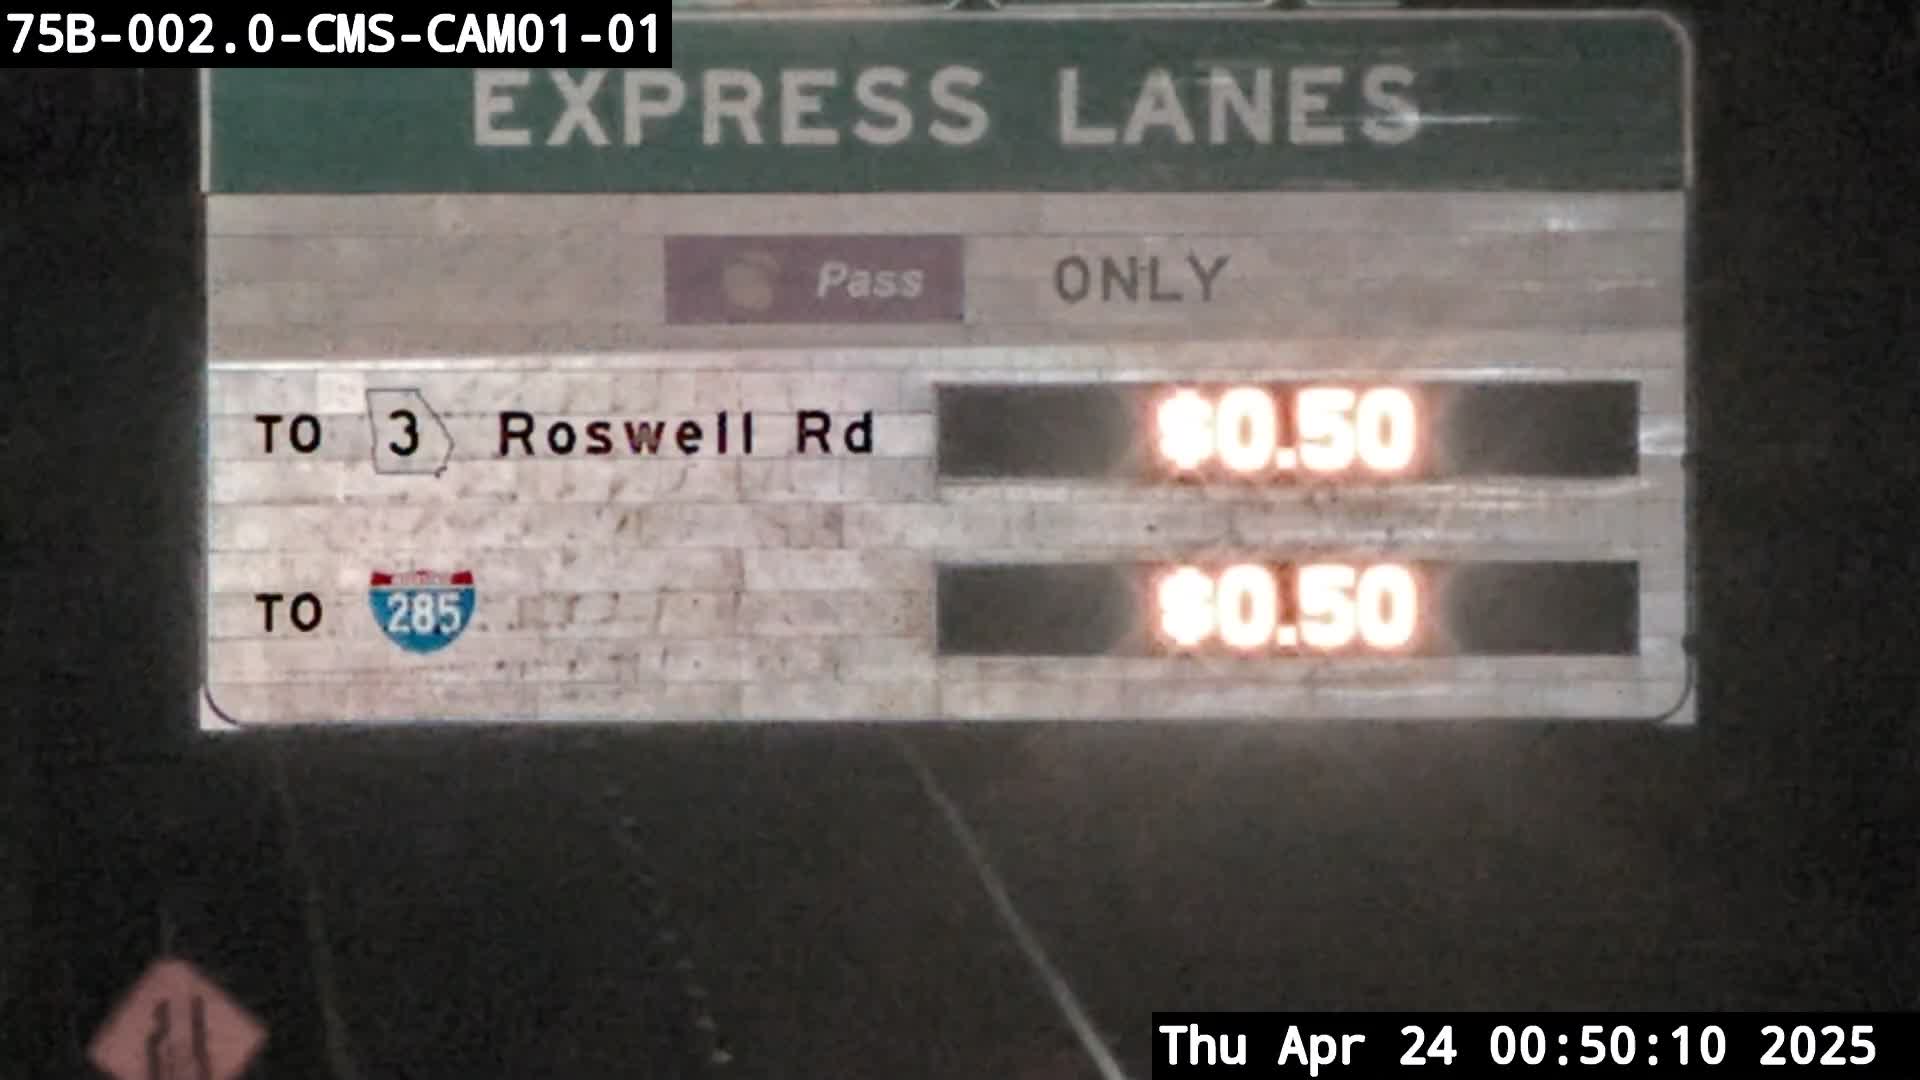 75B-002.0-CMS-CAM01-01
EXPRESS LANES
Pass ONLY
TO 3 Roswell Rd $0.50
TO 285 $0.50
Thu Apr 24 00:50:10 2025